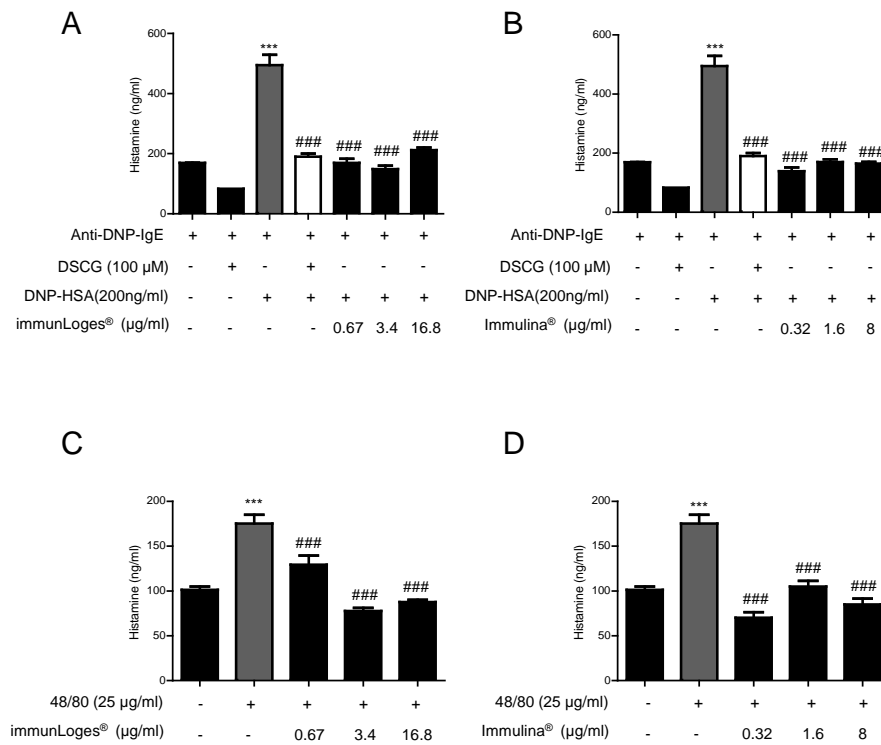 A
600
***
400
Histamine (ng/ml)
###
###
###
###
200
0
Anti-DNP-IgE + + + + + + +
DSCG (100 µM) - + - + - - -
DNP-HSA(200ng/ml) - - + + + + +
immunLoges® (µg/ml) - - - - 0.67 3.4 16.8
B
600
***
400
Histamine (ng/ml)
###
###
###
###
200
0
Anti-DNP-IgE + + + + + + +
DSCG (100 µM) - + - + - - -
DNP-HSA(200ng/ml) - - + + + + +
Immulina® (µg/ml) - - - - 0.32 1.6 8
C
200
***
150
Histamine (ng/ml)
###
###
###
100
50
0
48/80 (25 µg/ml) - + + + +
immunLoges® (µg/ml) - - 0.67 3.4 16.8
D
200
***
150
Histamine (ng/ml)
###
###
###
100
50
0
48/80 (25 µg/ml) - + + + +
Immulina® (µg/ml) - - 0.32 1.6 8